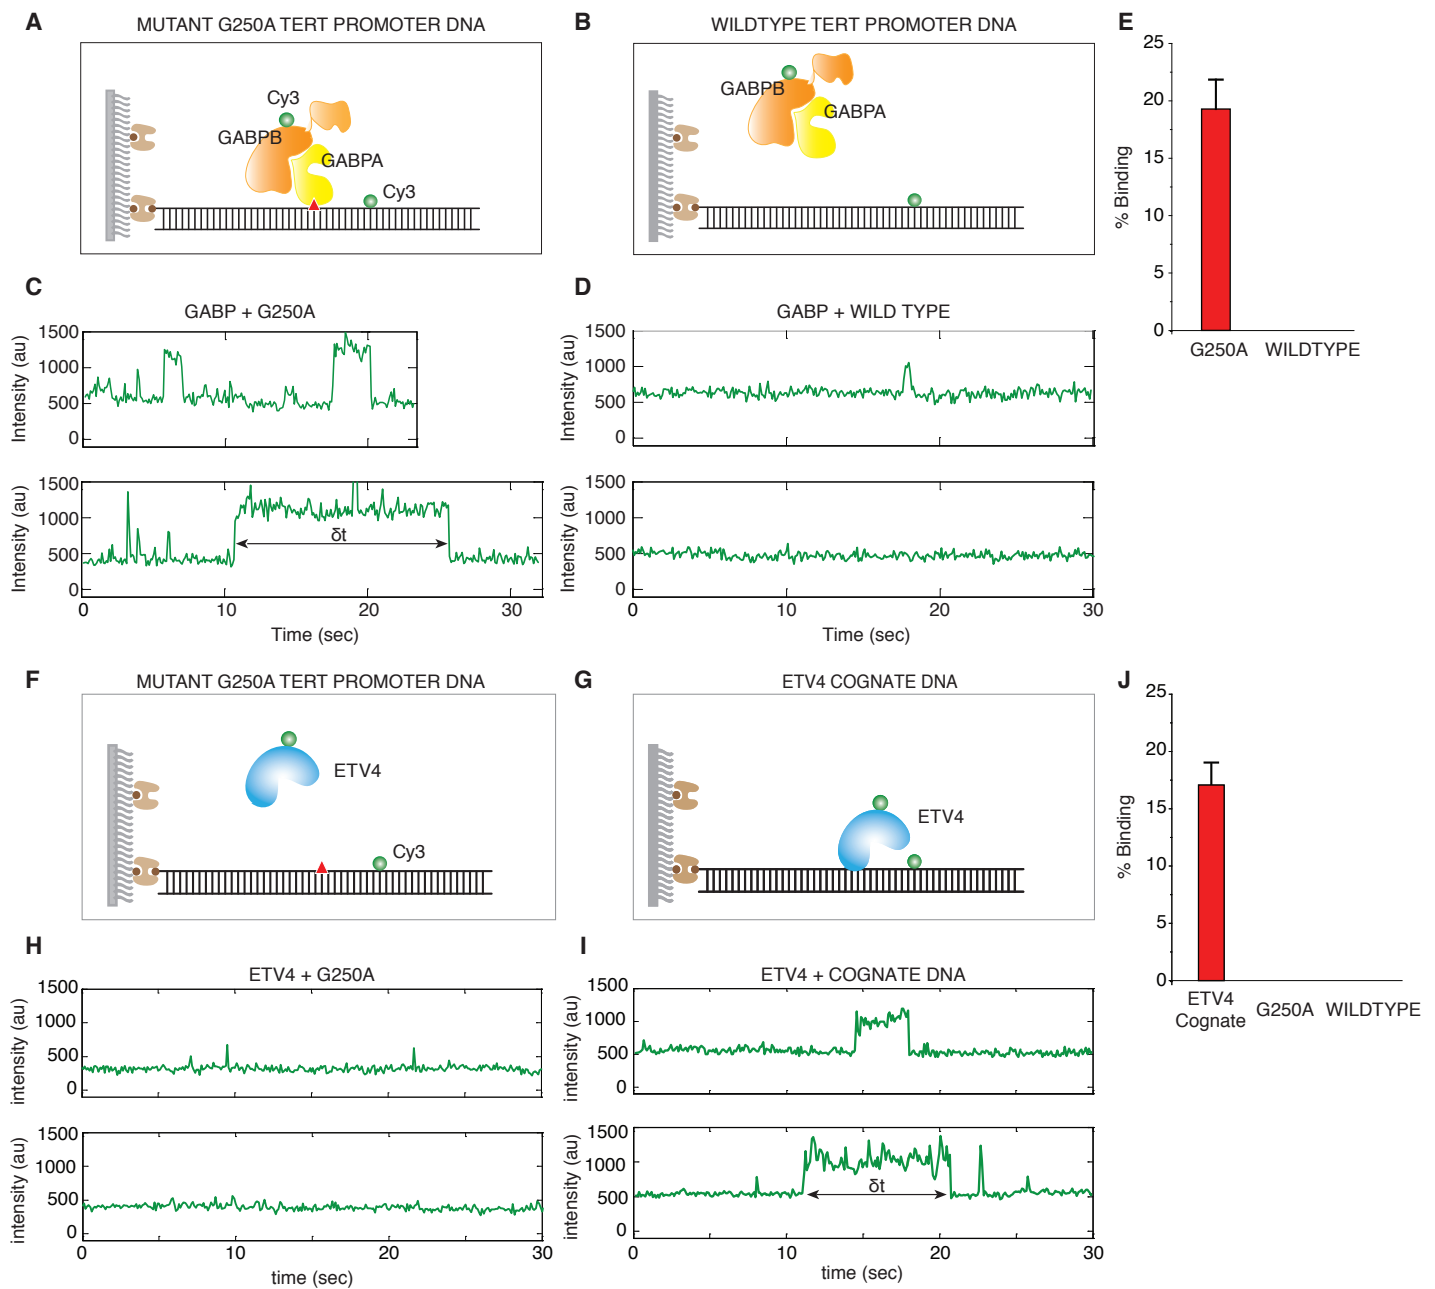 A
MUTANT G250A TERT PROMOTER DNA
Cy3
GABPB
GABPA
Cy3
B
WILDTYPE TERT PROMOTER DNA
GABPB
GABPA
E
25
20
15
10
5
0
% Binding
G250A WILDTYPE
C
GABP + G250A
1500
1000
500
0
Intensity (au)
1500
1000
500
0
Intensity (au)
δt
0 10 20 30
Time (sec)
D
GABP + WILD TYPE
1500
1000
500
0
Intensity (au)
1500
1000
500
0
Intensity (au)
0 10 20 30
Time (sec)
F
MUTANT G250A TERT PROMOTER DNA
ETV4
Cy3
G
ETV4 COGNATE DNA
ETV4
J
25
20
15
10
5
0
% Binding
ETV4
Cognate
G250A WILDTYPE
H
ETV4 + G250A
1500
1000
500
0
intensity (au)
1500
1000
500
0
intensity (au)
0 10 20 30
time (sec)
I
ETV4 + COGNATE DNA
1500
1000
500
0
intensity (au)
1500
1000
500
0
intensity (au)
δt
0 10 20 30
time (sec)